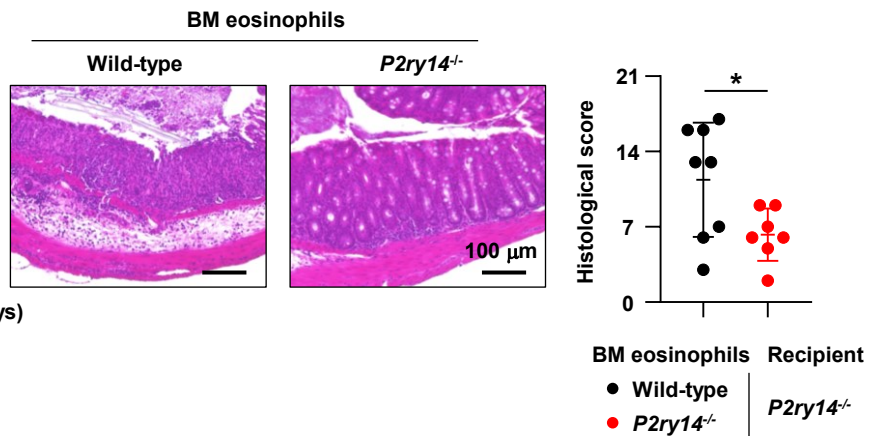 BM eosinophils
Wild-type
P2ry14-/-
100 μm
ys)
Histological score
21
14
7
0
*
BM eosinophils Recipient
Wild-type
P2ry14-/-
P2ry14-/-